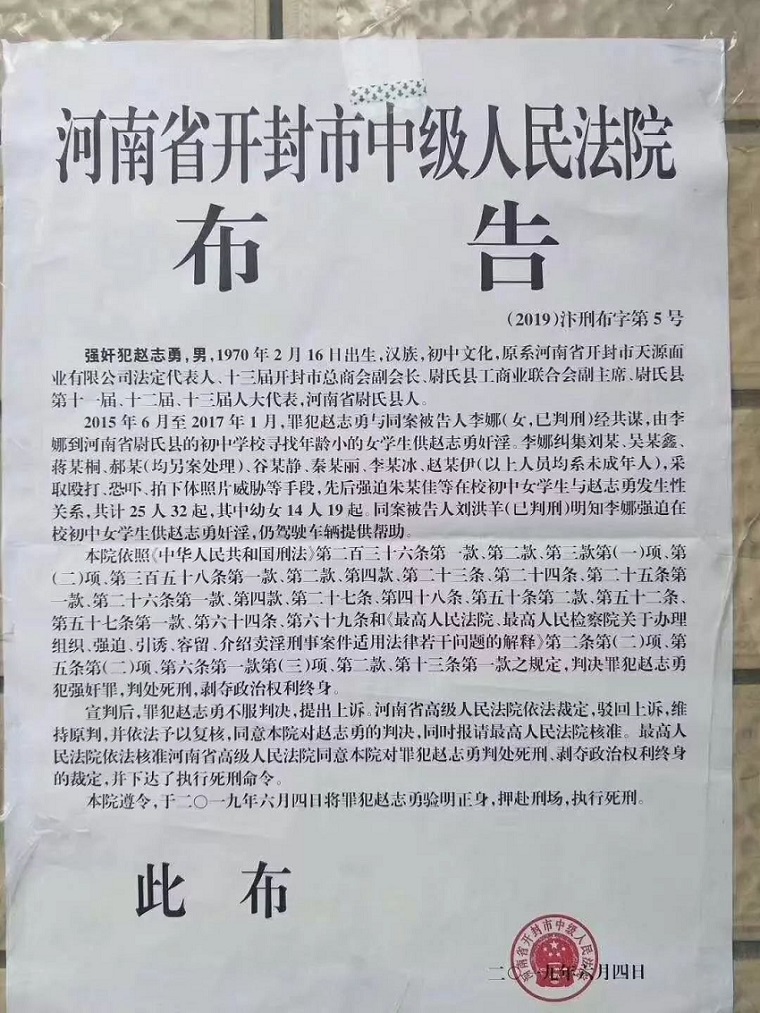 河南省开封市中级人民法院
布 告
(2019)汴刑布字第5号
强奸犯赵志勇,男,1970年2月16日出生,汉族,初中文化,原系河南省开封市天源面
业有限公司法定代表人、十三届开封市总商会副会长、尉氏县工商业联合会副主席、尉氏县
第十一届、十二届、十三届人大代表,河南省尉氏县人。
2015年6月至2017年1月,罪犯赵志勇与同案被告人李娜(女,已判刑)经共谋,由李
娜到河南省尉氏县的初中学校寻找年龄小的女学生供赵志勇奸淫。李娜纠集刘某、吴某鑫、
蒋某桐、郝某(均另案处理)、谷某静、秦某丽、李某冰、赵某伊(以上人员均系未成年人),采
取殴打、恐吓、拍下体照片威胁等手段,先后强迫朱某佳等在校初中女学生与赵志勇发生性
关系,共计25人32起,其中幼女14人19起。同案被告人刘洪洋(已判刑)明知李娜强迫在
校初中女学生供赵志勇奸淫,仍驾驶车辆提供帮助。
本院依照《中华人民共和国刑法》第二百三十六条第一款、第二款、第三款第(一)项、第
(二)项、第三百五十八条第一款、第二款、第四款、第二十三条、第二十四条、第二十五条第
一款、第二十六条第一款、第四款、第二十七条、第四十八条、第五十条第二款、第五十二条、
第五十七条第一款、第六十四条、第六十九条和《最高人民法院、最高人民检察院关于办理
组织、强迫、引诱、容留、介绍卖淫刑事案件适用法律若干问题的解释》第二条第(二)项、第
五条第(二)项、第六条第一款第(三)项、第二款、第十三条第一款之规定,判决罪犯赵志勇
犯强奸罪,判处死刑,剥夺政治权利终身。
宣判后,罪犯赵志勇不服判决,提出上诉。河南省高级人民法院依法裁定,驳回上诉,维
持原判,并依法予以复核,同意本院对赵志勇的判决,同时报请最高人民法院核准。最高人
民法院依法核准河南省高级人民法院同意本院对罪犯赵志勇判处死刑、剥夺政治权利终身
的裁定,并下达了执行死刑命令。
本院遵令,于二〇一九年六月四日将罪犯赵志勇验明正身,押赴刑场,执行死刑。
此 布
河南省开封市中级人民法院
二〇一九年六月四日